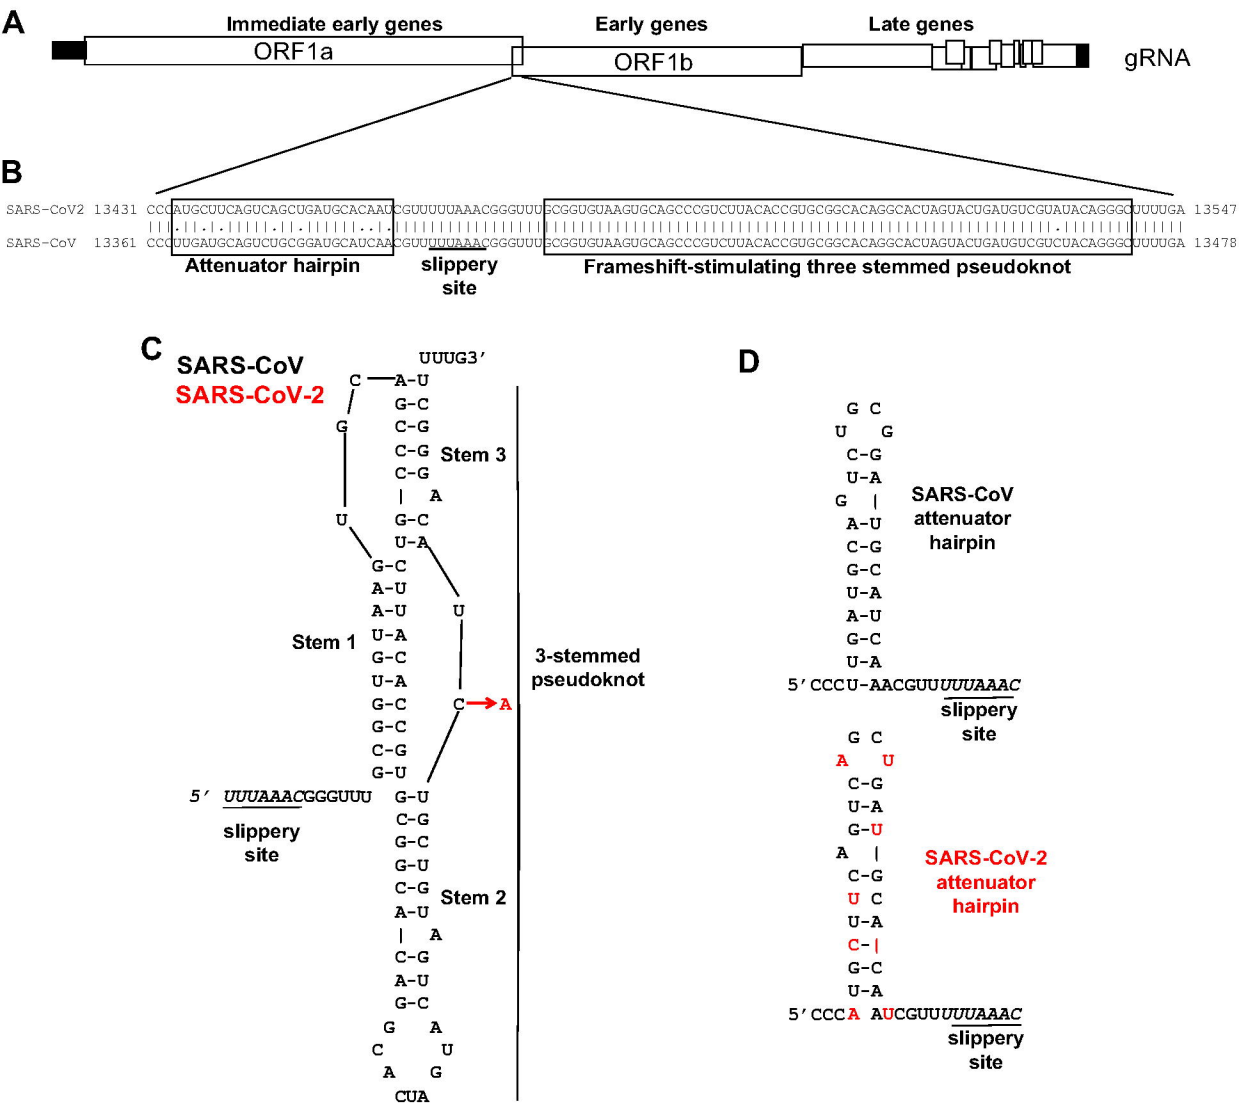 A
Immediate early genes
Early genes
Late genes
ORF1a
ORF1b
gRNA
B
SARS-CoV2 13431 CCCAUGCUUCAGUCAGCUGAUGCACAAUCGUUUUUAAACGGGUUUGCGGUGUAAGUGCAGCCCGUCUUACACCGUGCGGCACAGGCACUAGUACUGAUGUCGUAUACAGGGCUUUUGA 13547
SARS-CoV 13361 CCCUUGAUGCAGUCUGCGGAUGCAUCAACGUUUUUAAACGGGUUUGCGGUGUAAGUGCAGCCCGUCUUACACCGUGCGGCACAGGCACUAGUACUGAUGUCGUCUACAGGGCUUUUGA 13478
Attenuator hairpin
slippery
site
Frameshift-stimulating three stemmed pseudoknot
C
SARS-CoV
SARS-CoV-2
UUUG3′
C A-U
G-C
G C-G
C-G
Stem 3
C-G
| A
U G-C
U-A
G-C
A-U
A-U U
U-A
Stem 1
G-C
U-A
G-C C A
G-C
C-G
G-U
3-stemmed
pseudoknot
5′ UUUAAACGGGUUU G-U
slippery
site
C-G
G-C
G-U
C-G
Stem 2
A-U
| A
C-G
A-U
G-C
G A
C U
A G
CUA
D
G C
U G
C G
U-A
G |
A-U
C-G
G-C
U-A
A-U
G-C
U-A
SARS-CoV
attenuator
hairpin
5′CCCU-AACGUUUUUAAAC
slippery
site
G C
A U
C-G
U-A
G-U
A |
C-G
U C
U-A
C-|
G-C
U-A
SARS-CoV-2
attenuator
hairpin
5′CCCA AUCGUUUUUAAAC
slippery
site